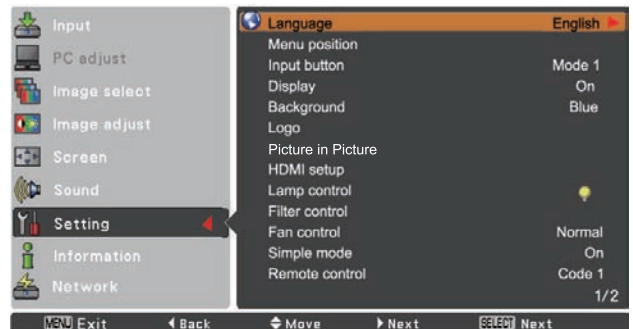 Input
PC adjust
Image select
Image adjust
Screen
Sound
Setting
Information
Network
Language English
Menu position
Input button Mode 1
Display On
Background Blue
Logo
Picture in Picture
HDMI setup
Lamp control
Filter control
Fan control Normal
Simple mode On
Remote control Code 1
1/2
MENU Exit Back Move Next SELECT Next